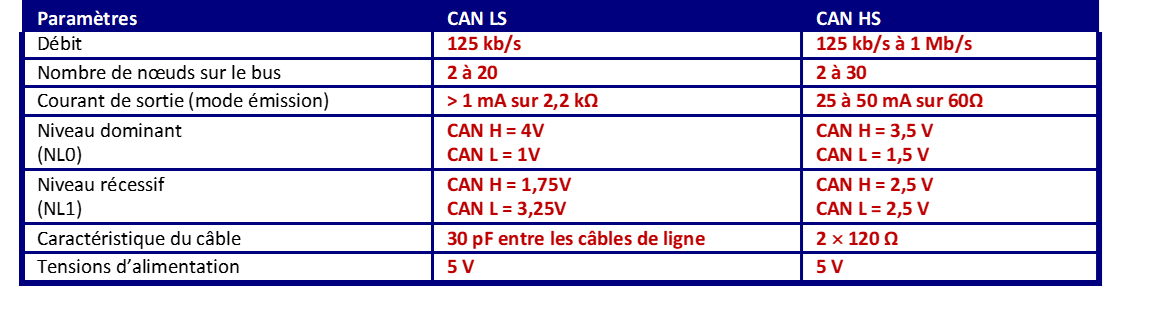 Paramètres CAN LS CAN HS
Débit 125 kb/s 125 kb/s à 1 Mb/s
Nombre de nœuds sur le bus 2 à 20 2 à 30
Courant de sortie (mode émission) > 1 mA sur 2,2 kΩ 25 à 50 mA sur 60Ω
Niveau dominant CAN H = 4V CAN H = 3,5 V
(NL0) CAN L = 1V CAN L = 1,5 V
Niveau récessif CAN H = 1,75V CAN H = 2,5 V
(NL1) CAN L = 3,25V CAN L = 2,5 V
Caractéristique du câble 30 pF entre les câbles de ligne 2 × 120 Ω
Tensions d’alimentation 5 V 5 V